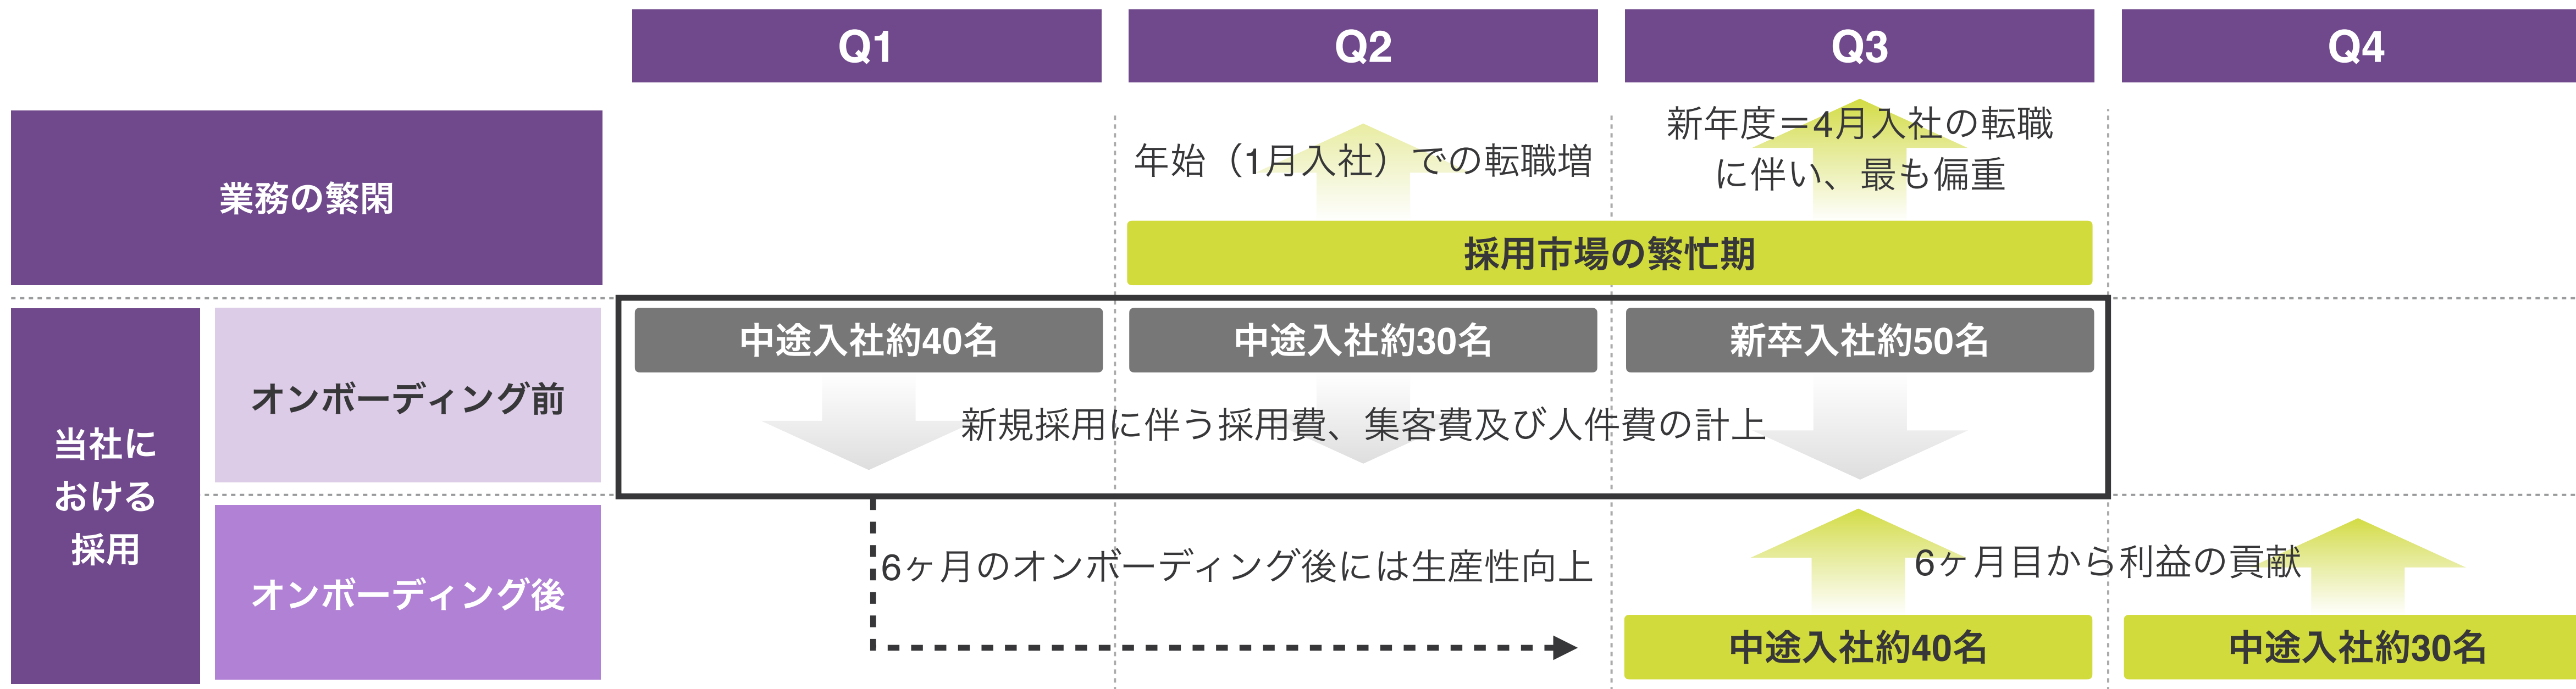 Q1
Q2
Q3
Q4
業務の繁閑
年始（1月入社）での転職増
新年度＝4月入社の転職
に伴い、最も偏重
採用市場の繁忙期
当社に
おける
採用
オンボーディング前
中途入社約40名
中途入社約30名
新卒入社約50名
新規採用に伴う採用費、集客費及び人件費の計上
オンボーディング後
6ヶ月のオンボーディング後には生産性向上
6ヶ月目から利益の貢献
中途入社約40名
中途入社約30名